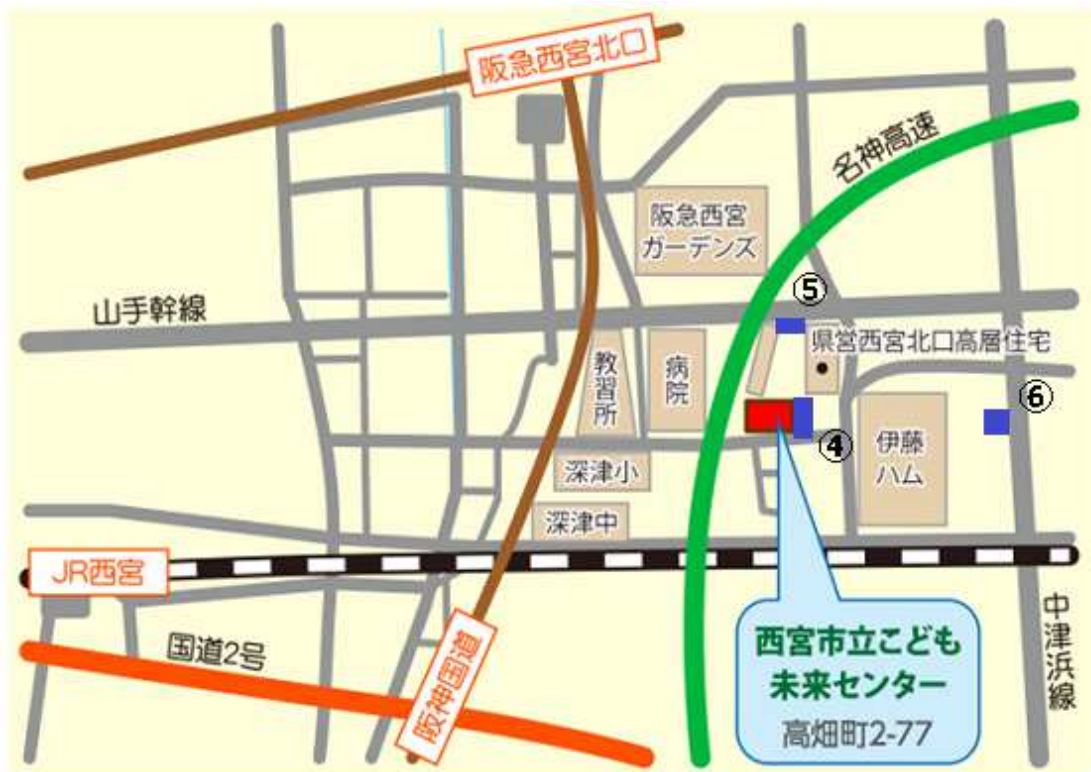 阪急西宮北口
名神高速
阪急西宮
ガーデンズ
山手幹線
⑤
県営西宮北口高層住宅
教習所
病院
⑥
④
伊藤
ハム
深津小
深津中
JR西宮
国道2号
阪神国道
中津浜線
西宮市立こども
未来センター
高畑町2-77